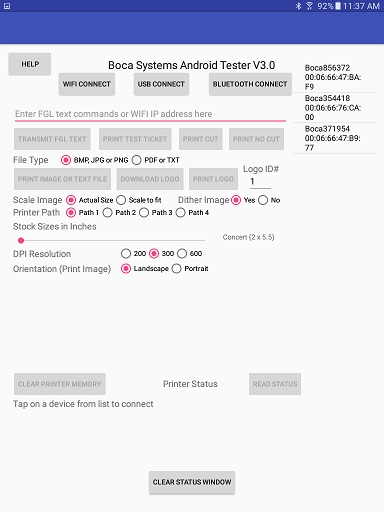 92% 11:37 AM
HELP
Boca Systems Android Tester V3.0
WIFI CONNECT USB CONNECT BLUETOOTH CONNECT
Boca856372
00:06:66:47:BA:
F9
Boca354418
00:06:66:76:CA:
00
Boca371954
00:06:66:47:B9:
77
Enter FGL text commands or WIFI IP address here
TRANSMIT FGL TEXT PRINT TEST TICKET PRINT CUT PRINT NO CUT
File Type BMP, JPG or PNG PDF or TXT
Logo ID#
PRINT IMAGE OR TEXT FILE DOWNLOAD LOGO PRINT LOGO 1
Scale Image Actual Size Scale to fit Dither Image Yes No
Printer Path Path 1 Path 2 Path 3 Path 4
Stock Sizes in Inches
Concert (2 x 5.5)
DPI Resolution 200 300 600
Orientation (Print Image) Landscape Portrait
CLEAR PRINTER MEMORY Printer Status READ STATUS
Tap on a device from list to connect
CLEAR STATUS WINDOW